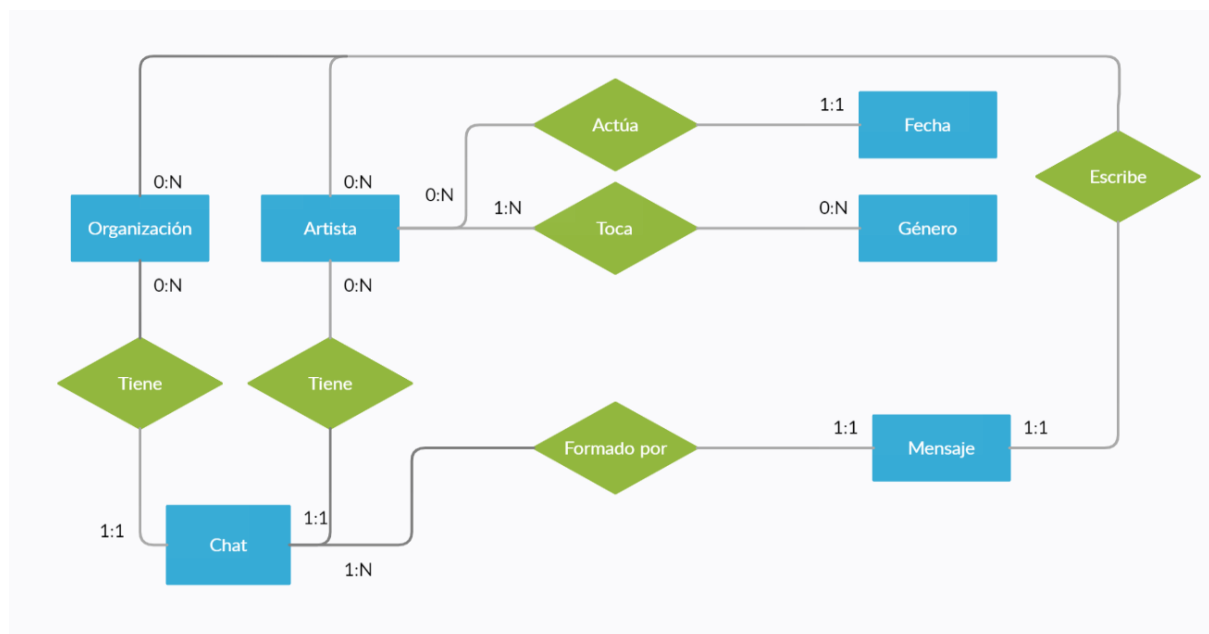 Actúa
1:1
Fecha
Escribe
0:N
0:N
0:N
1:N
0:N
Organización
Artista
Toca
Género
0:N
0:N
Tiene
Tiene
Formado por
1:1
Mensaje
1:1
1:1
1:1
Chat
1:N